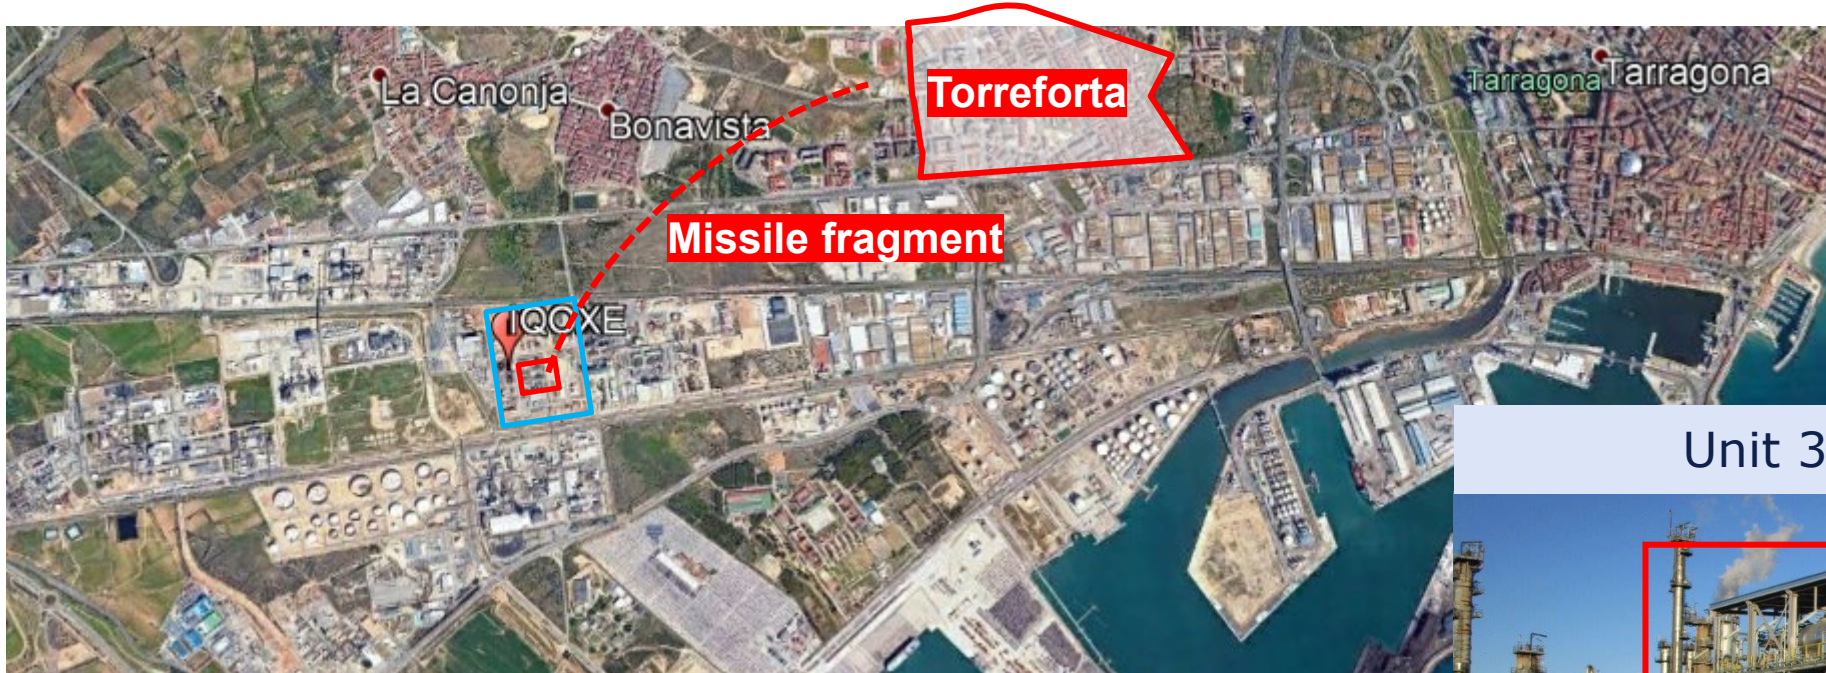 La Canonja
Bonavista
Torreforta
Tarragona
Tarragona
Missile fragment
IQOXE
Unit 3